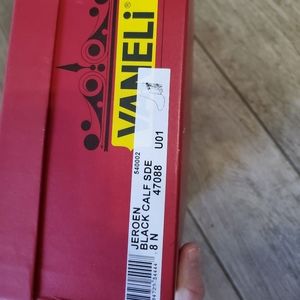 VANELi®
540002
JEROEN
BLACK CALF SDE
47088 U01
8 N